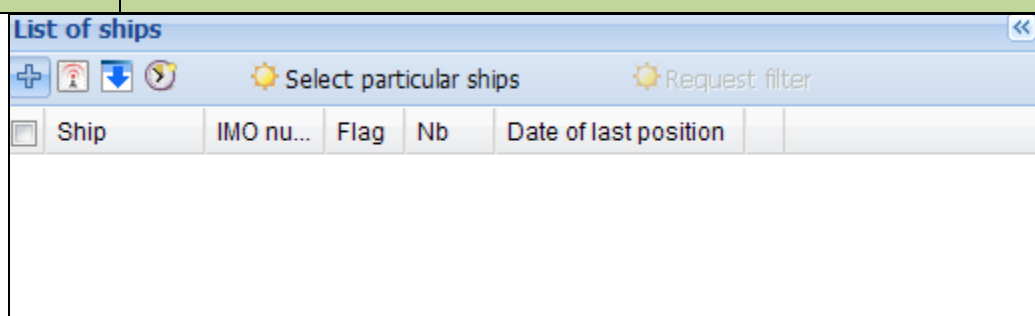 List of ships
Select particular ships Request filter
Ship IMO nu... Flag Nb Date of last position